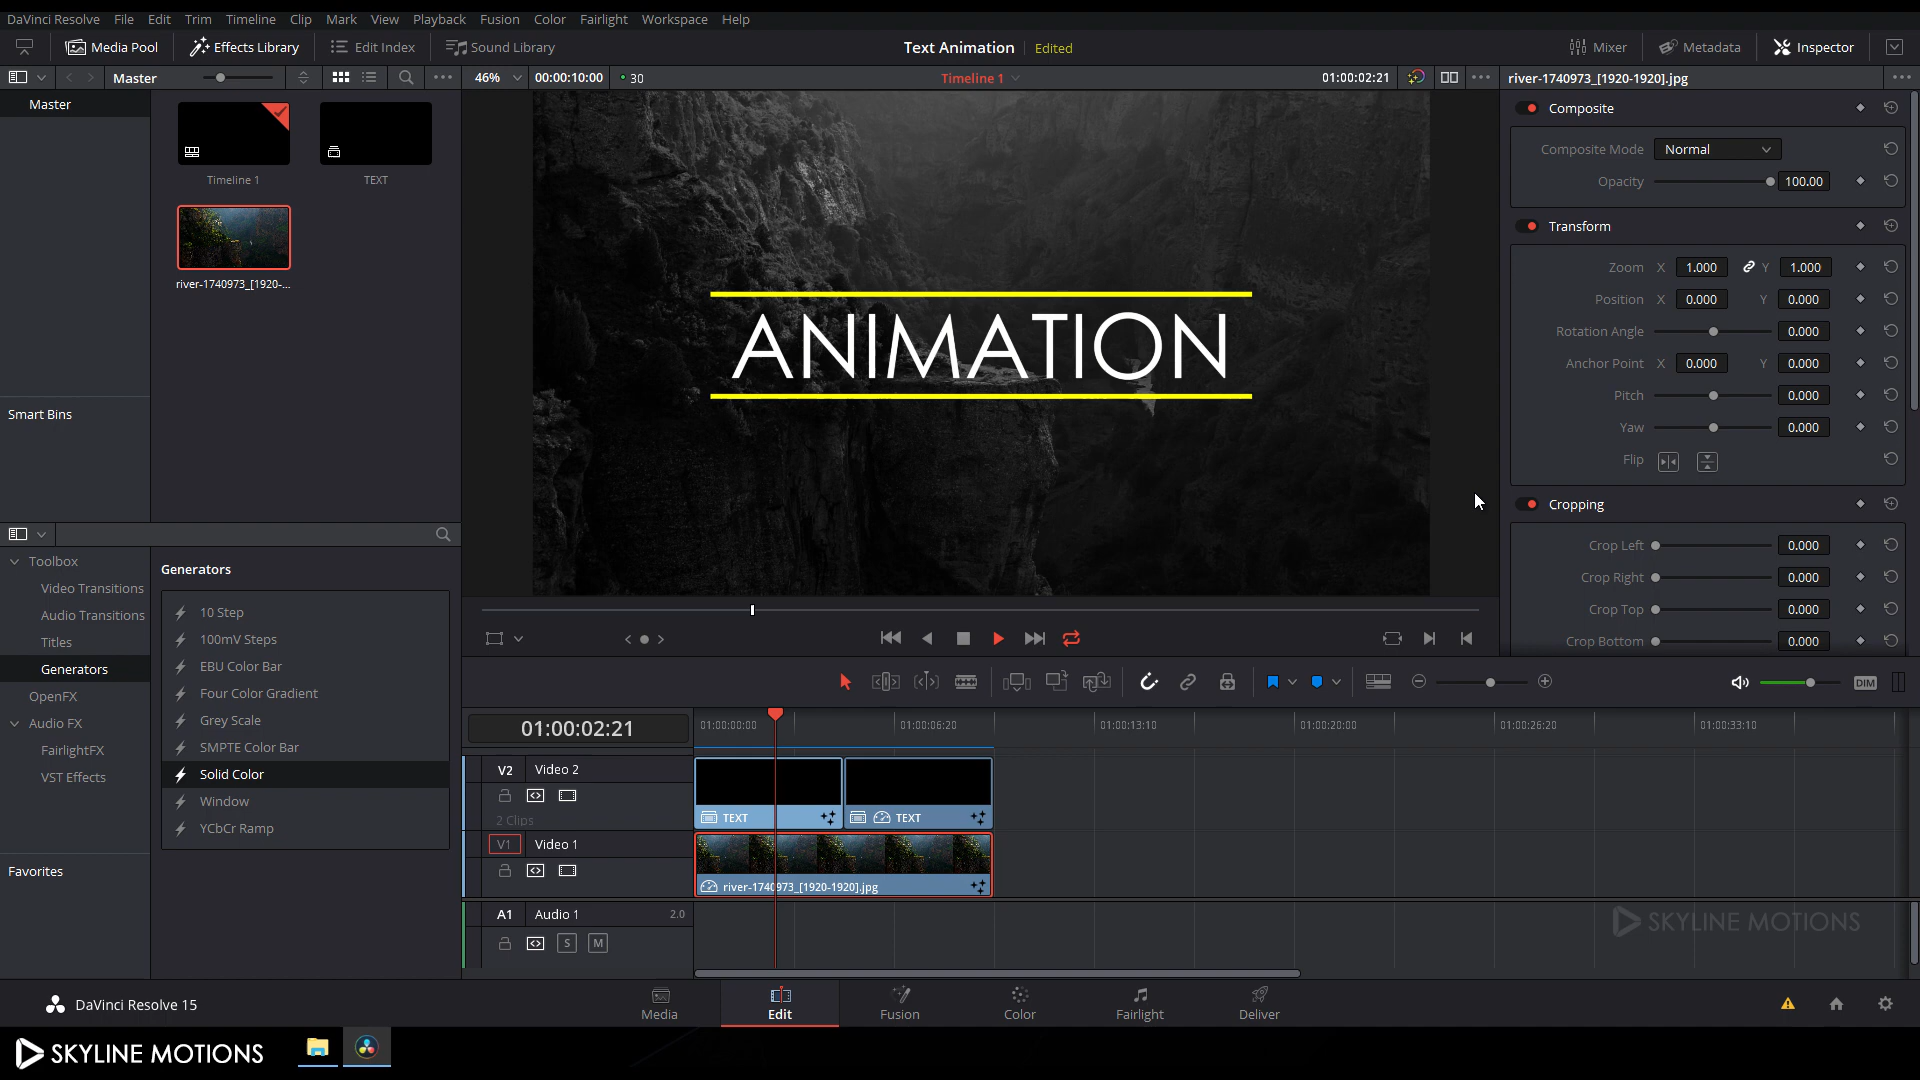 DaVinci Resolve File Edit Trim Timeline Clip Mark View Playback Fusion Color Fairlight Workspace Help
Media Pool Effects Library Edit Index Sound Library Text Animation Edited Mixer Metadata Inspector
Master 46% 00:00:10:00 30 Timeline 1 01:00:02:21 river-1740973_[1920-1920].jpg
Master
Timeline 1 TEXT
river-1740973_[1920-...
Smart Bins
ANIMATION
Composite
Composite Mode Normal
Opacity 100.00
Transform
Zoom X 1.000 Y 1.000
Position X 0.000 Y 0.000
Rotation Angle 0.000
Anchor Point X 0.000 Y 0.000
Pitch 0.000
Yaw 0.000
Flip
Cropping
Crop Left 0.000
Crop Right 0.000
Crop Top 0.000
Crop Bottom 0.000
Toolbox
Video Transitions
Audio Transitions
Titles
Generators
OpenFX
Audio FX
FairlightFX
VST Effects
Favorites
Generators
10 Step
100mV Steps
EBU Color Bar
Four Color Gradient
Grey Scale
SMPTE Color Bar
Solid Color
Window
YCbCr Ramp
DIM
01:00:02:21 01:00:00:00 01:00:06:20 01:00:13:10 01:00:20:00 01:00:26:20 01:00:33:10
V2 Video 2
2 Clips
TEXT TEXT
V1 Video 1
river-1740973_[1920-1920].jpg
A1 Audio 1 2.0
S M
SKYLINE MOTIONS
DaVinci Resolve 15 Media Edit Fusion Color Fairlight Deliver
SKYLINE MOTIONS